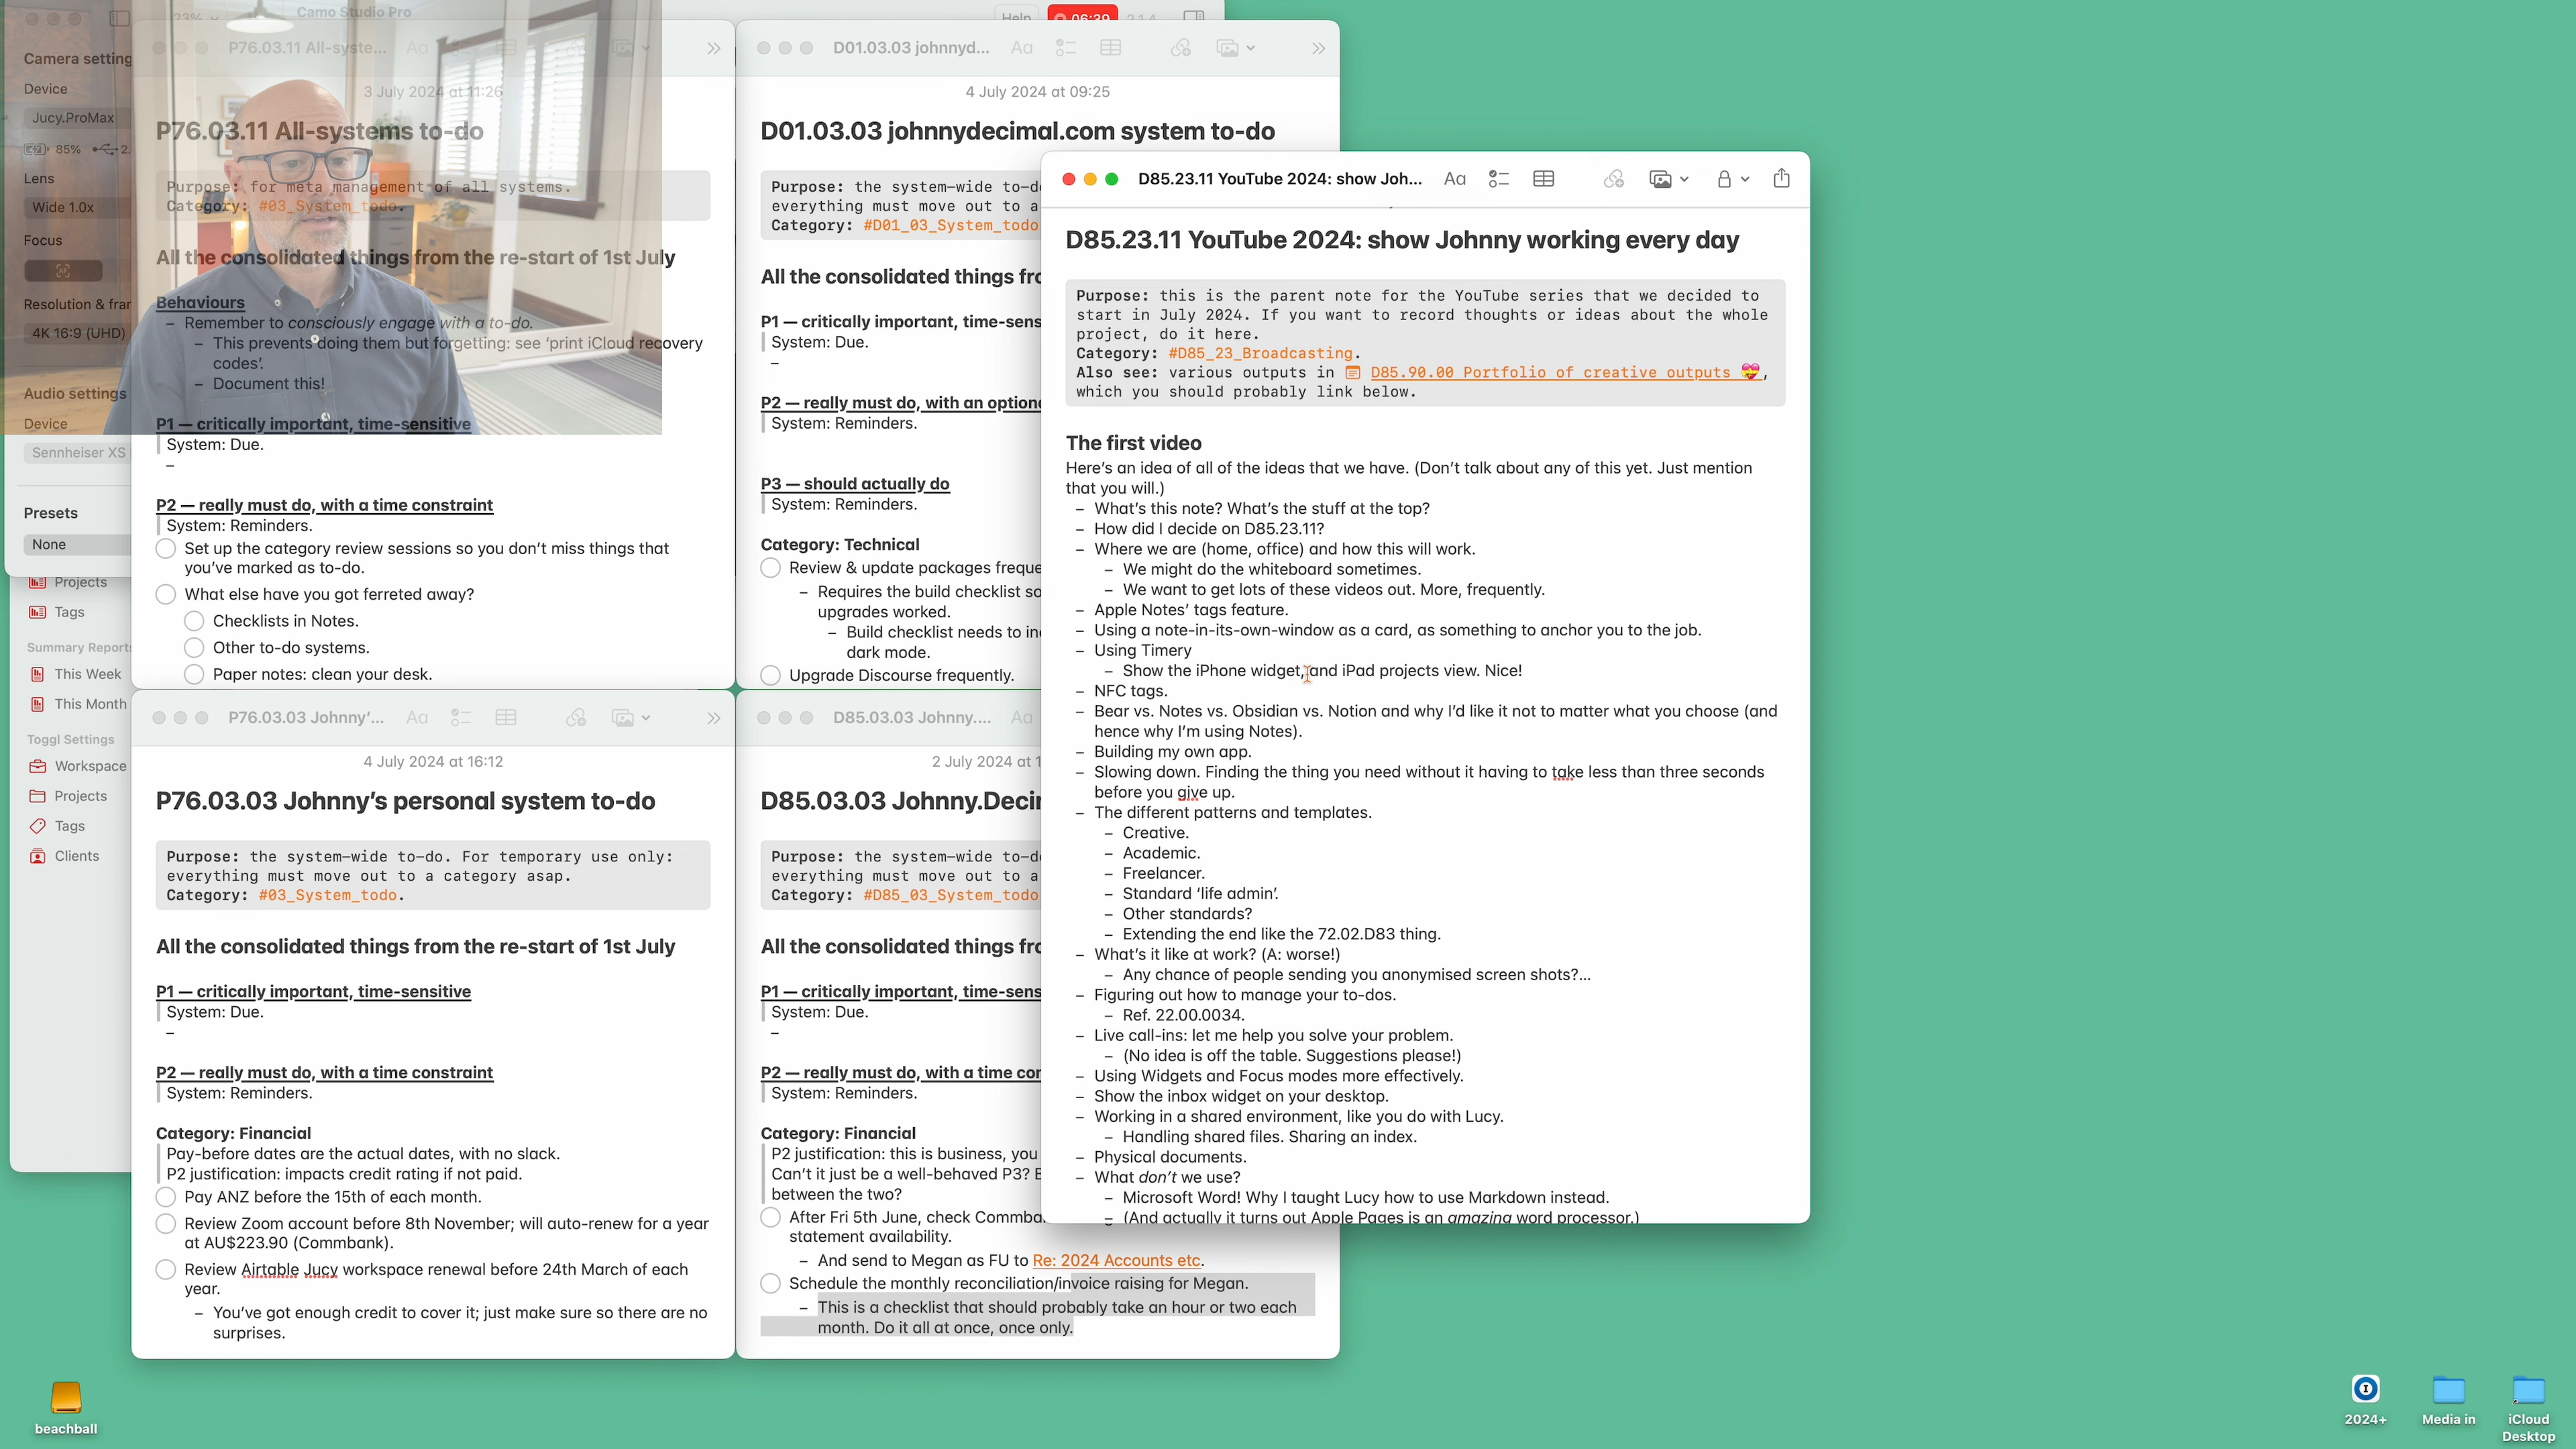 23%
Camo Studio Pro
Help
06:39
2.1.4
Camera setting
Device
Jucy.ProMax
85%
2.
Lens
Wide 1.0x
Focus
Resolution & fran
4K 16:9 (UHD)
Audio settings
Device
Sennheiser XS
Presets
None
Projects
Tags
Summary Reports
This Week
This Month
Toggl Settings
Workspace
Projects
Tags
Clients
P76.03.11 All-syste...
Aa
3 July 2024 at 11:26
P76.03.11 All-systems to-do
Purpose: for meta management of all systems.
Category: #03_System_todo.
All the consolidated things from the re-start of 1st July
Behaviours
– Remember to consciously engage with a to-do.
– This prevents doing them but forgetting: see ‘print iCloud recovery
codes’.
– Document this!
P1 — critically important, time-sensitive
System: Due.
–
P2 — really must do, with a time constraint
System: Reminders.
Set up the category review sessions so you don’t miss things that
you’ve marked as to-do.
What else have you got ferreted away?
Checklists in Notes.
Other to-do systems.
Paper notes: clean your desk.
D01.03.03 johnnyd...
Aa
4 July 2024 at 09:25
D01.03.03 johnnydecimal.com system to-do
Purpose: the system-wide to-do
everything must move out to a
Category: #D01_03_System_todo
All the consolidated things fro
P1 — critically important, time-sens
System: Due.
–
P2 — really must do, with an optiona
System: Reminders.
P3 — should actually do
System: Reminders.
Category: Technical
Review & update packages freque
– Requires the build checklist so
upgrades worked.
– Build checklist needs to in
dark mode.
Upgrade Discourse frequently.
P76.03.03 Johnny’...
Aa
4 July 2024 at 16:12
P76.03.03 Johnny’s personal system to-do
Purpose: the system-wide to-do. For temporary use only:
everything must move out to a category asap.
Category: #03_System_todo.
All the consolidated things from the re-start of 1st July
P1 — critically important, time-sensitive
System: Due.
–
P2 — really must do, with a time constraint
System: Reminders.
Category: Financial
Pay-before dates are the actual dates, with no slack.
P2 justification: impacts credit rating if not paid.
Pay ANZ before the 15th of each month.
Review Zoom account before 8th November; will auto-renew for a year
at AU$223.90 (Commbank).
Review Airtable Jucy workspace renewal before 24th March of each
year.
– You’ve got enough credit to cover it; just make sure so there are no
surprises.
D85.03.03 Johnny....
Aa
2 July 2024 at 1
D85.03.03 Johnny.Decim
Purpose: the system-wide to-do
everything must move out to a
Category: #D85_03_System_todo
All the consolidated things fro
P1 — critically important, time-sens
System: Due.
–
P2 — really must do, with a time con
System: Reminders.
Category: Financial
P2 justification: this is business, you
Can’t it just be a well-behaved P3?
between the two?
After Fri 5th June, check Commba
statement availability.
– And send to Megan as FU to Re: 2024 Accounts etc.
Schedule the monthly reconciliation/invoice raising for Megan.
– This is a checklist that should probably take an hour or two each
month. Do it all at once, once only.
D85.23.11 YouTube 2024: show Joh...
Aa
D85.23.11 YouTube 2024: show Johnny working every day
Purpose: this is the parent note for the YouTube series that we decided to
start in July 2024. If you want to record thoughts or ideas about the whole
project, do it here.
Category: #D85_23_Broadcasting.
Also see: various outputs in D85.90.00 Portfolio of creative outputs 💝,
which you should probably link below.
The first video
Here’s an idea of all of the ideas that we have. (Don’t talk about any of this yet. Just mention
that you will.)
– What’s this note? What’s the stuff at the top?
– How did I decide on D85.23.11?
– Where we are (home, office) and how this will work.
– We might do the whiteboard sometimes.
– We want to get lots of these videos out. More, frequently.
– Apple Notes’ tags feature.
– Using a note-in-its-own-window as a card, as something to anchor you to the job.
– Using Timery
– Show the iPhone widget, and iPad projects view. Nice!
– NFC tags.
– Bear vs. Notes vs. Obsidian vs. Notion and why I’d like it not to matter what you choose (and
hence why I’m using Notes).
– Building my own app.
– Slowing down. Finding the thing you need without it having to take less than three seconds
before you give up.
– The different patterns and templates.
– Creative.
– Academic.
– Freelancer.
– Standard ‘life admin’.
– Other standards?
– Extending the end like the 72.02.D83 thing.
– What’s it like at work? (A: worse!)
– Any chance of people sending you anonymised screen shots?...
– Figuring out how to manage your to-dos.
– Ref. 22.00.0034.
– Live call-ins: let me help you solve your problem.
– (No idea is off the table. Suggestions please!)
– Using Widgets and Focus modes more effectively.
– Show the inbox widget on your desktop.
– Working in a shared environment, like you do with Lucy.
– Handling shared files. Sharing an index.
– Physical documents.
– What don’t we use?
– Microsoft Word! Why I taught Lucy how to use Markdown instead.
– (And actually it turns out Apple Pages is an amazing word processor.)
beachball
2024+
Media in
iCloud
Desktop